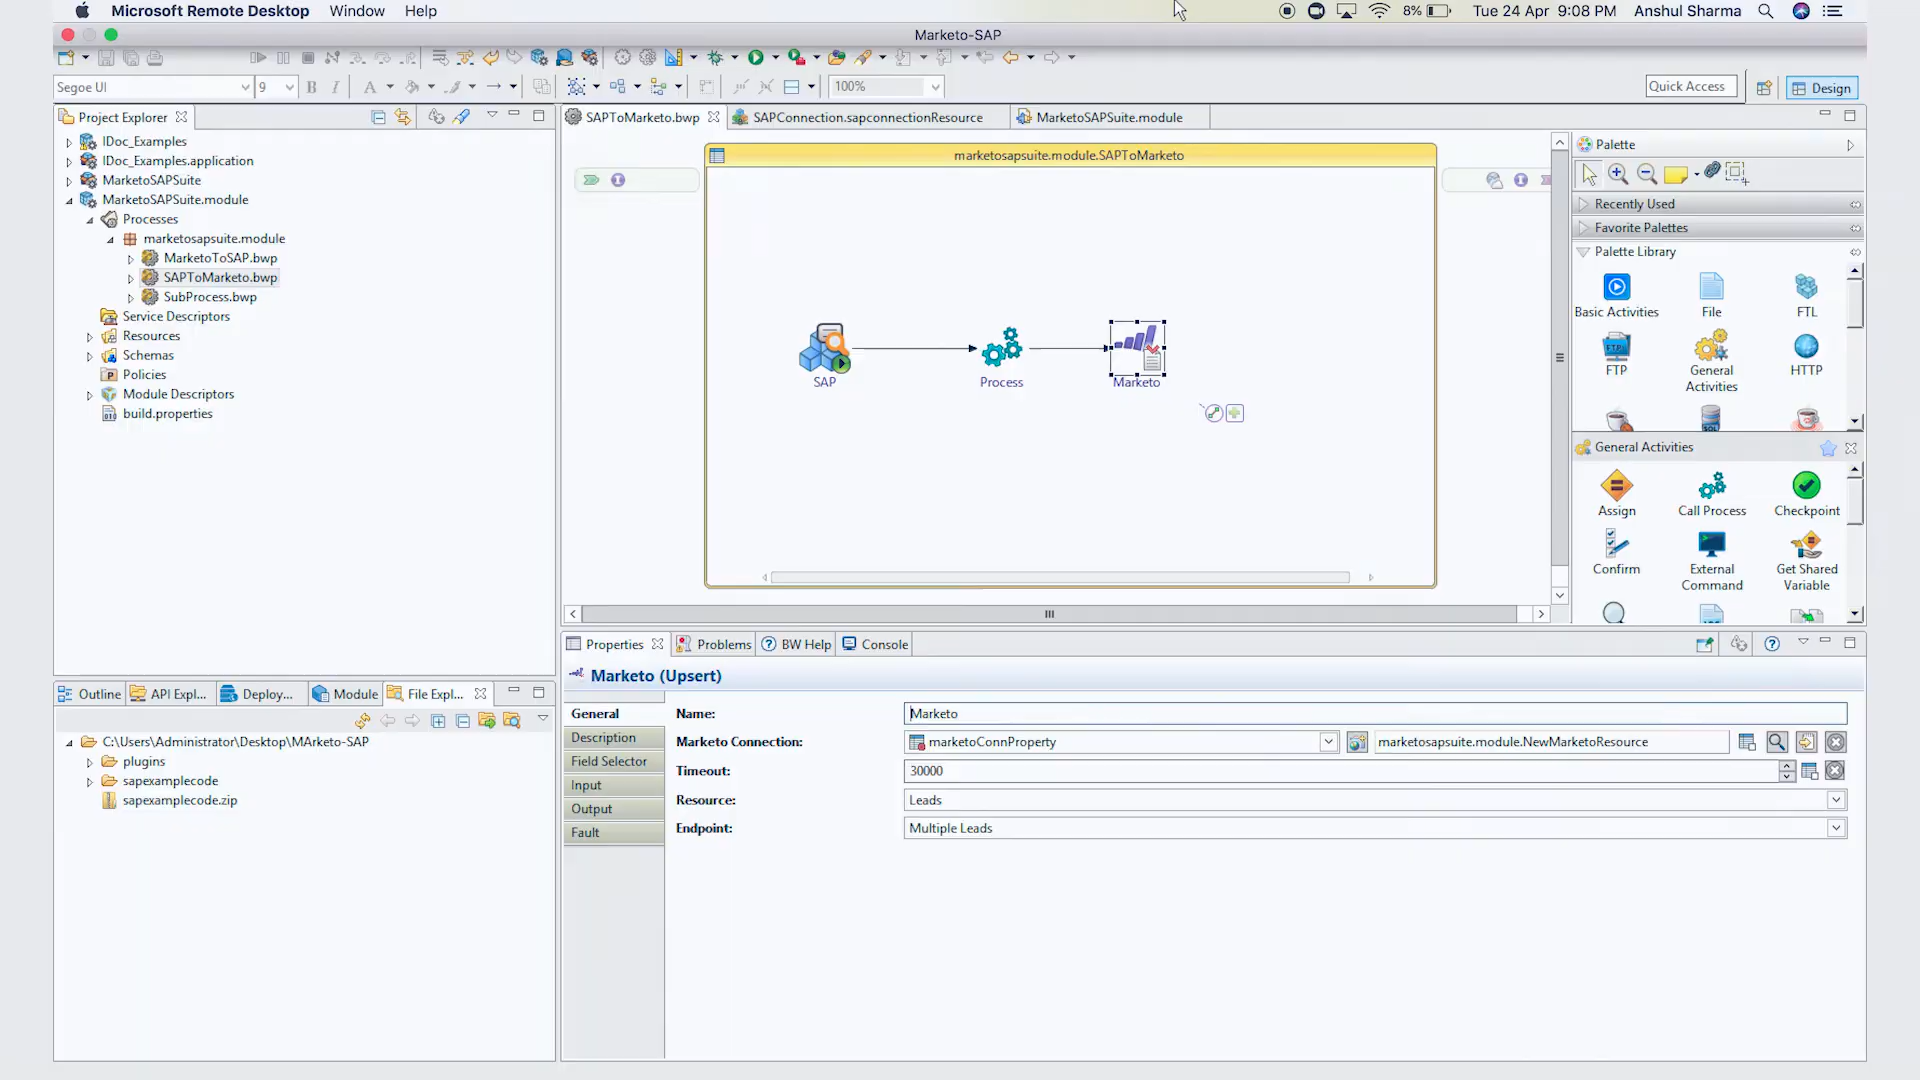 Microsoft Remote Desktop Window Help
8% Tue 24 Apr 9:08 PM Anshul Sharma
Marketo-SAP
Segoe UI 9 B I A 100% Quick Access Design
Project Explorer
IDoc_Examples
IDoc_Examples.application
MarketoSAPSuite
MarketoSAPSuite.module
Processes
marketosapsuite.module
MarketoToSAP.bwp
SAPToMarketo.bwp
SubProcess.bwp
Service Descriptors
Resources
Schemas
Policies
Module Descriptors
build.properties
SAPToMarketo.bwp SAPConnection.sapconnectionResource MarketoSAPSuite.module
marketosapsuite.module.SAPToMarketo
SAP Process Marketo
Palette
Recently Used
Favorite Palettes
Palette Library
Basic Activities File FTL
FTP General Activities HTTP
General Activities
Assign Call Process Checkpoint
Confirm External Command Get Shared Variable
Outline API Expl... Deploy... Module File Expl...
C:\Users\Administrator\Desktop\MArketo-SAP
plugins
sapexamplecode
sapexamplecode.zip
Properties Problems BW Help Console
Marketo (Upsert)
General
Description
Field Selector
Input
Output
Fault
Name: Marketo
Marketo Connection: marketoConnProperty marketosapsuite.module.NewMarketoResource
Timeout: 30000
Resource: Leads
Endpoint: Multiple Leads